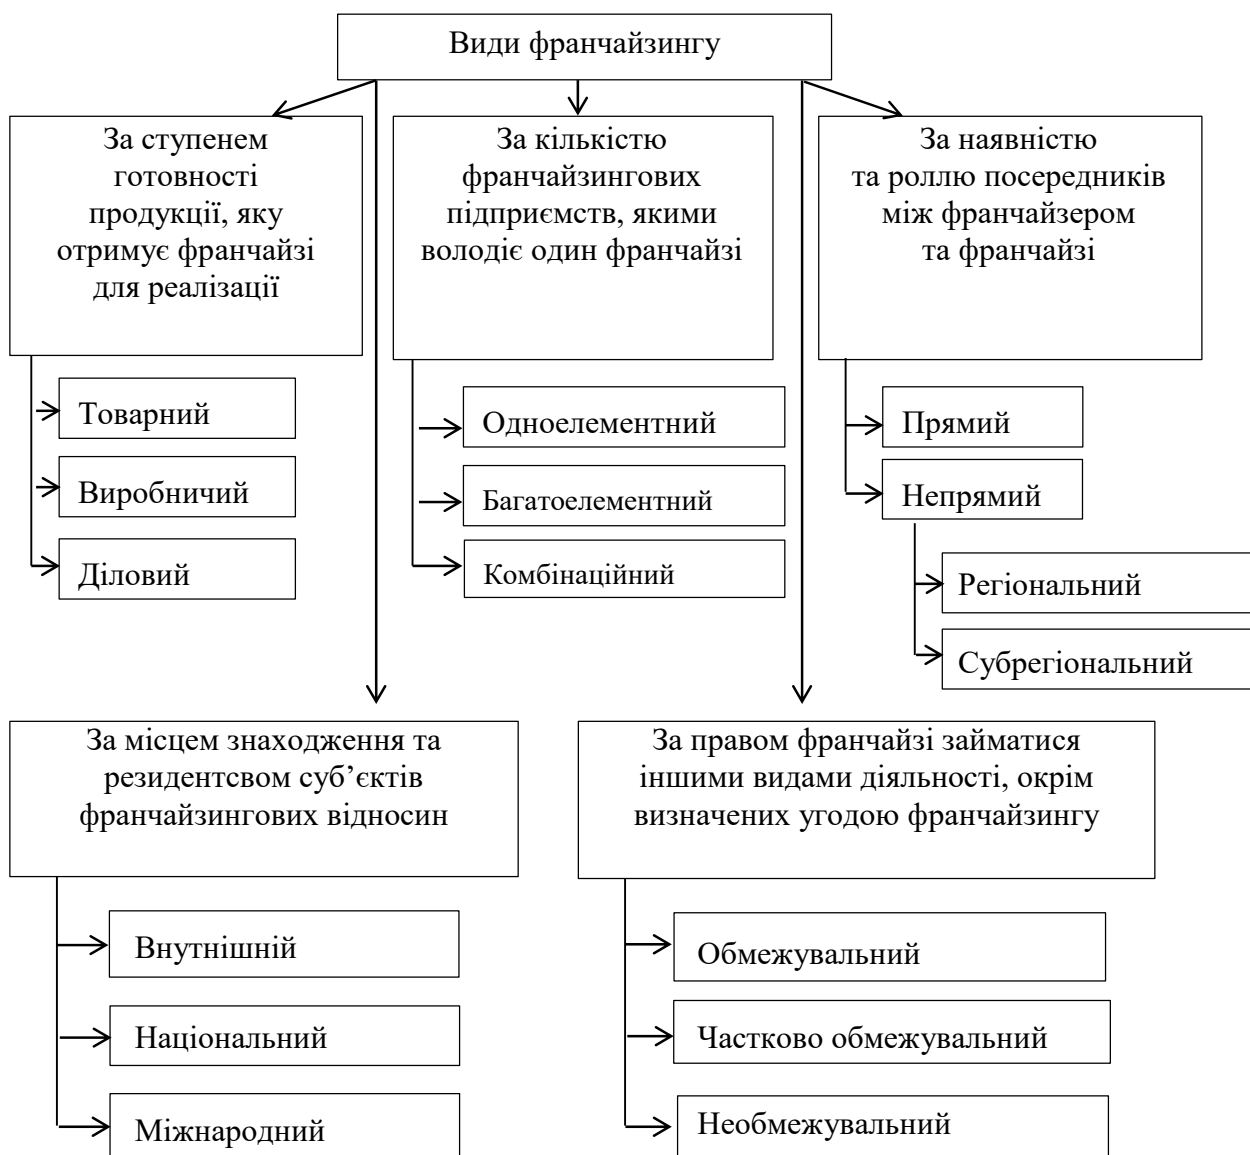 Види франчайзингу
За ступенем
готовності
продукції, яку
отримує франчайзі
для реалізації
Товарний
Виробничий
Діловий
За кількістю
франчайзингових
підприємств, якими
володіє один франчайзі
Одноелементний
Багатоелементний
Комбінаційний
За наявністю
та роллю посередників
між франчайзером
та франчайзі
Прямий
Непрямий
Регіональний
Субрегіональний
За місцем знаходження та
резидентсвом суб’єктів
франчайзингових відносин
Внутнішній
Національний
Міжнародний
За правом франчайзі займатися
іншими видами діяльності, окрім
визначених угодою франчайзингу
Обмежувальний
Частково обмежувальний
Необмежувальний